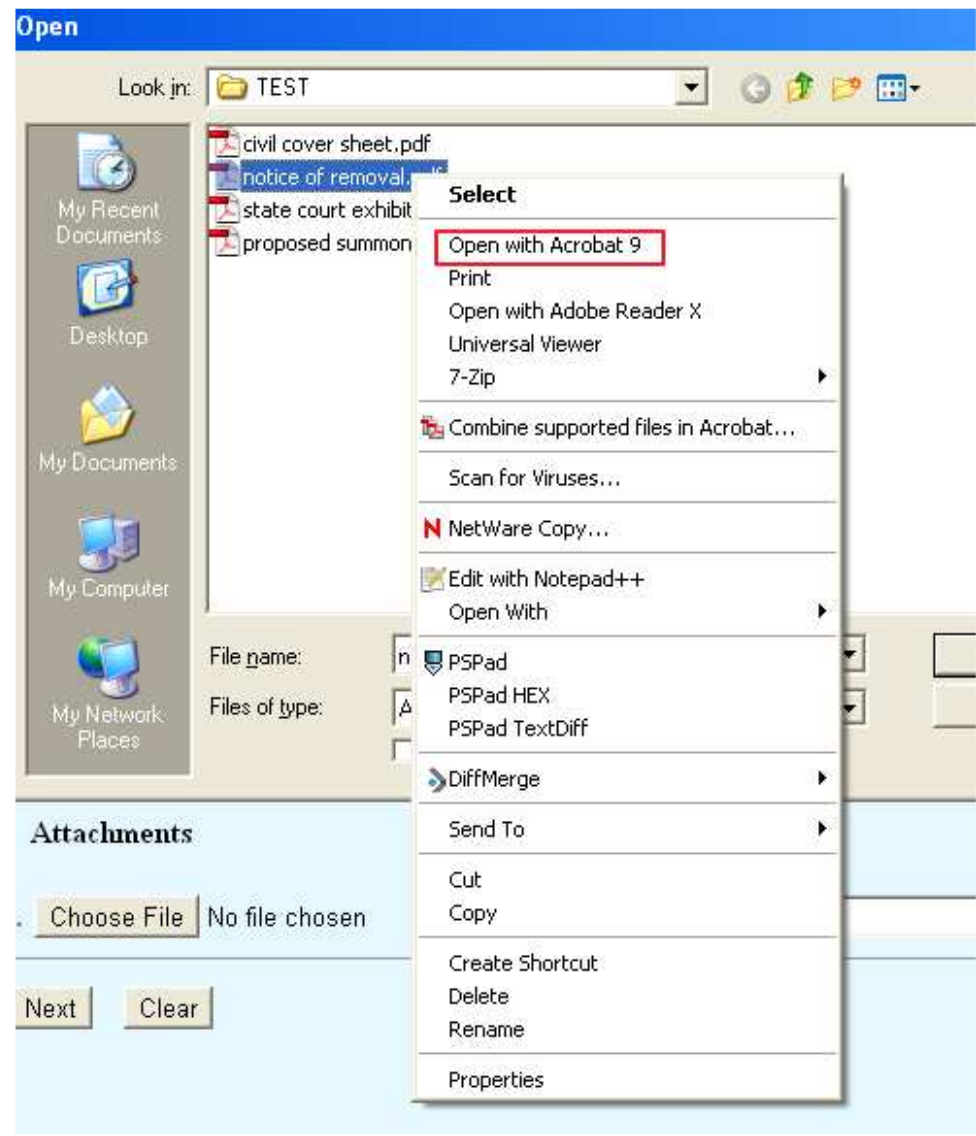 Open
Look in: TEST
My Recent
Documents
Desktop
My Documents
My Computer
My Network
Places
civil cover sheet.pdf
notice of removal.pdf
state court exhibit
proposed summon
Select
Open with Acrobat 9
Print
Open with Adobe Reader X
Universal Viewer
7-Zip
Combine supported files in Acrobat...
Scan for Viruses...
N NetWare Copy...
Edit with Notepad++
Open With
PSPad
PSPad HEX
PSPad TextDiff
DiffMerge
Send To
Cut
Copy
Create Shortcut
Delete
Rename
Properties
File name: n
Files of type: A
Attachments
Choose File No file chosen
Next Clear